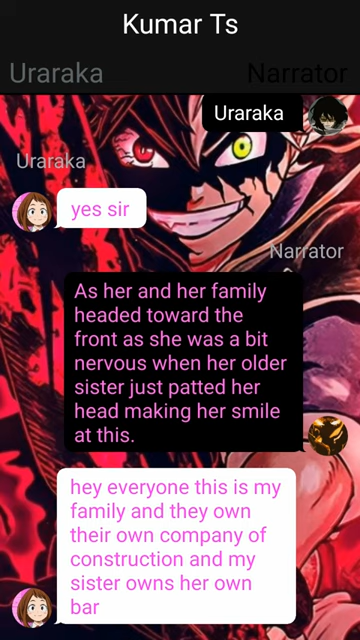 Kumar Ts
Uraraka Narrator
Uraraka
Uraraka
yes sir
Narrator
As her and her family
headed toward the
front as she was a bit
nervous when her older
sister just patted her
head making her smile
at this.
hey everyone this is my
family and they own
their own company of
construction and my
sister owns her own
bar